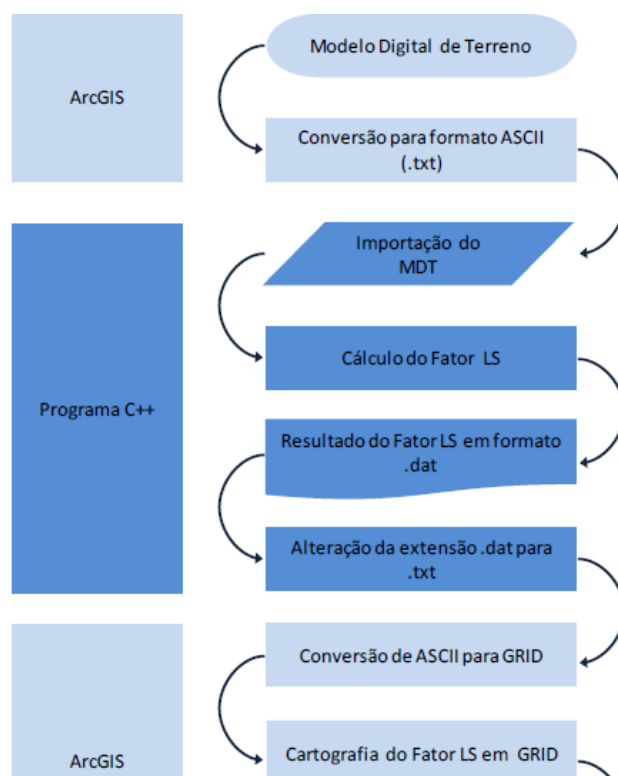 Modelo Digital de Terreno
ArcGIS
Conversão para formato ASCII
(.txt)
Importação do
MDT
Cálculo do Fator LS
Programa C++
Resultado do Fator LS em formato
.dat
Alteração da extensão .dat para
.txt
Conversão de ASCII para GRID
ArcGIS
Cartografia do Fator LS em GRID